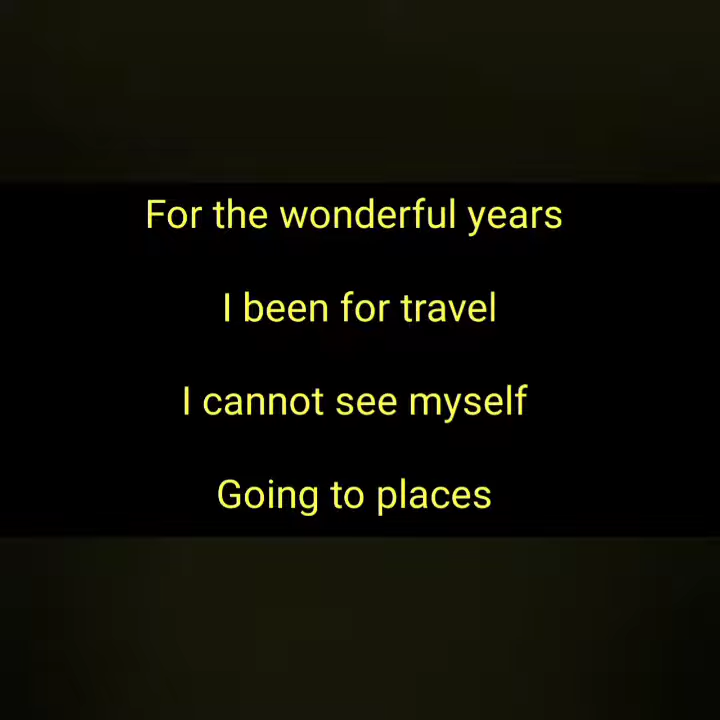 For the wonderful years
I been for travel
I cannot see myself
Going to places